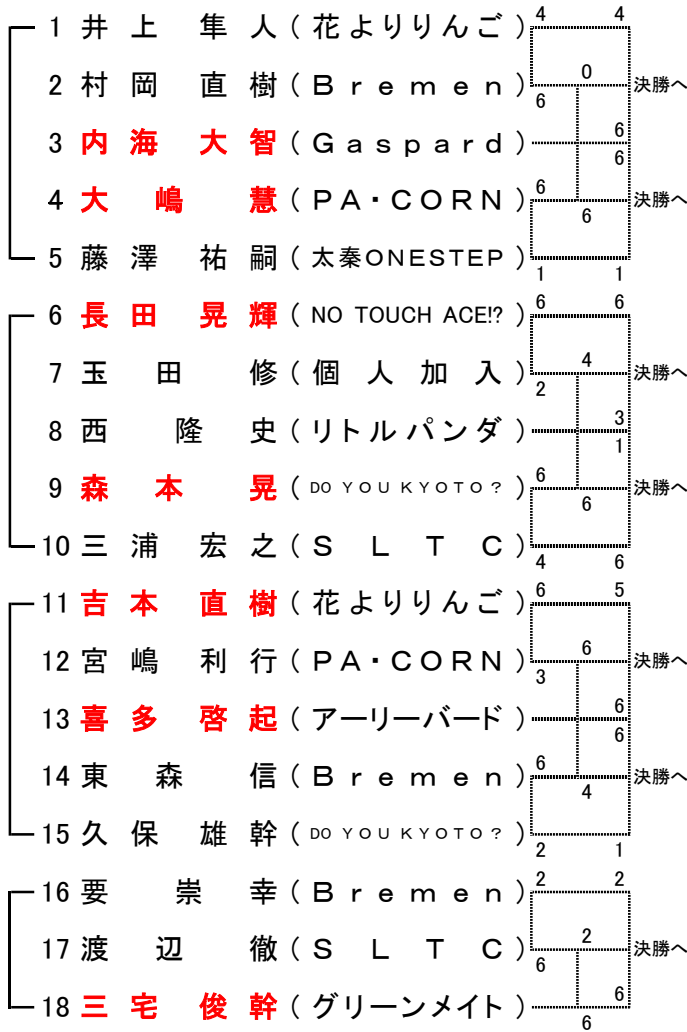 4 4
1 井上 隼人(花よりりんご)
0
2 村岡 直樹(Bremen) 決勝へ
6
6
3 内海 大智(Gaspard)
6
6
4 大嶋 慧(PA・CORN) 決勝へ
6
5 藤澤 祐嗣(太秦ONESTEP)
1 1
6 6
6 長田 晃輝(NO TOUCH ACE!?)
4
7 玉田 修(個人加入) 決勝へ
2
3
8 西 隆史(リトルパンダ)
1
6
9 森本 晃(DO YOU KYOTO?) 決勝へ
6
10 三浦 宏之(SLTC)
4 6
6 5
11 吉本 直樹(花よりりんご)
6
12 宮嶋 利行(PA・CORN) 決勝へ
3
6
13 喜多 啓起(アーリーバード)
6
6
14 東森 信(Bremen) 決勝へ
4
15 久保 雄幹(DO YOU KYOTO?)
2 1
2 2
16 要 崇幸(Bremen)
2
17 渡辺 徹(SLTC) 決勝へ
6
6
18 三宅 俊幹(グリーンメイト)
6